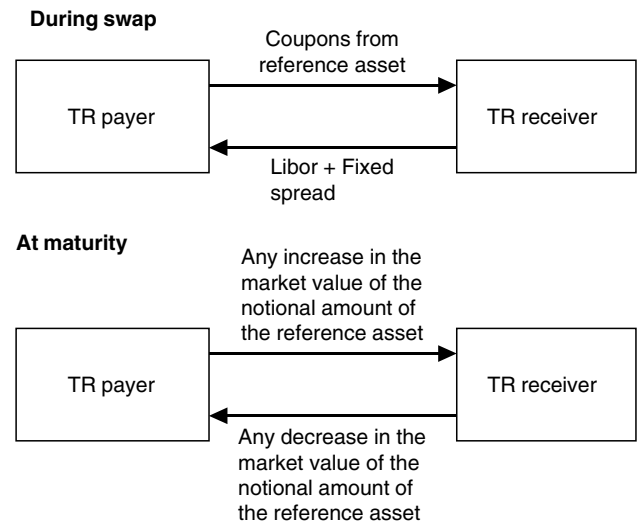 During swap
Coupons from
reference asset
TR payer
TR receiver
Libor + Fixed
spread
At maturity
Any increase in the
market value of the
notional amount of
the reference asset
TR payer
TR receiver
Any decrease in the
market value of the
notional amount of
the reference asset